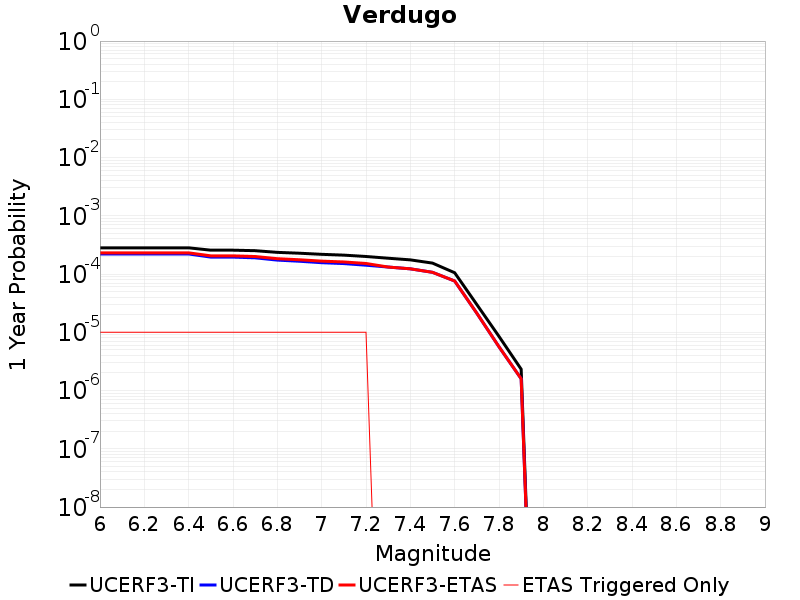 Verdugo
10^0
10^-1
10^-2
10^-3
10^-4
10^-5
10^-6
10^-7
10^-8
1 Year Probability
6 6.2 6.4 6.6 6.8 7 7.2 7.4 7.6 7.8 8 8.2 8.4 8.6 8.8 9
Magnitude
UCERF3-TI UCERF3-TD UCERF3-ETAS ETAS Triggered Only